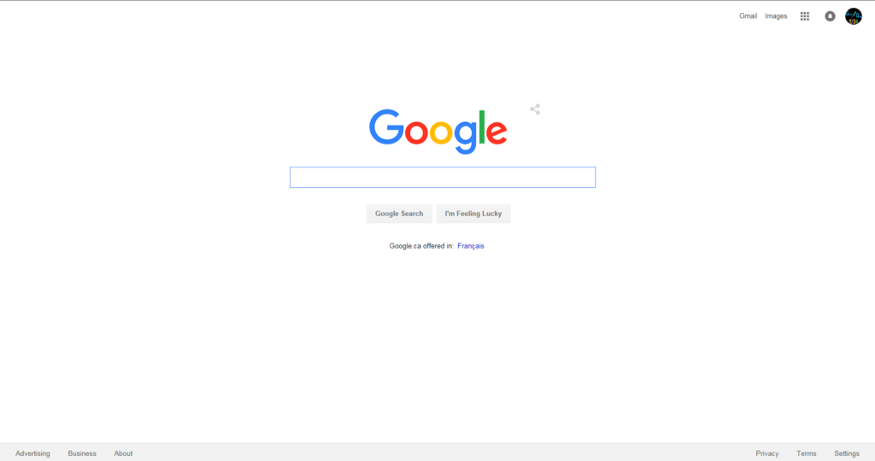 Gmail Images
Google
Google Search I'm Feeling Lucky
Google.ca offered in: Français
Advertising Business About Privacy Terms Settings